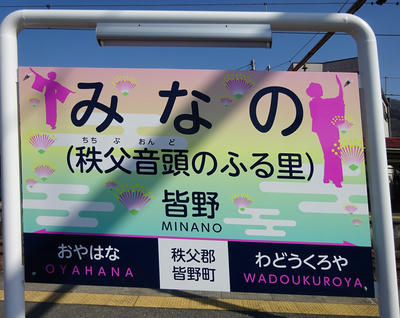 みなの
ちちぶおんど
(秩父音頭のふる里)
皆野
MINANO
おやはな
OYAHANA
秩父郡
皆野町
わどうくろや
WADOUKUROYA